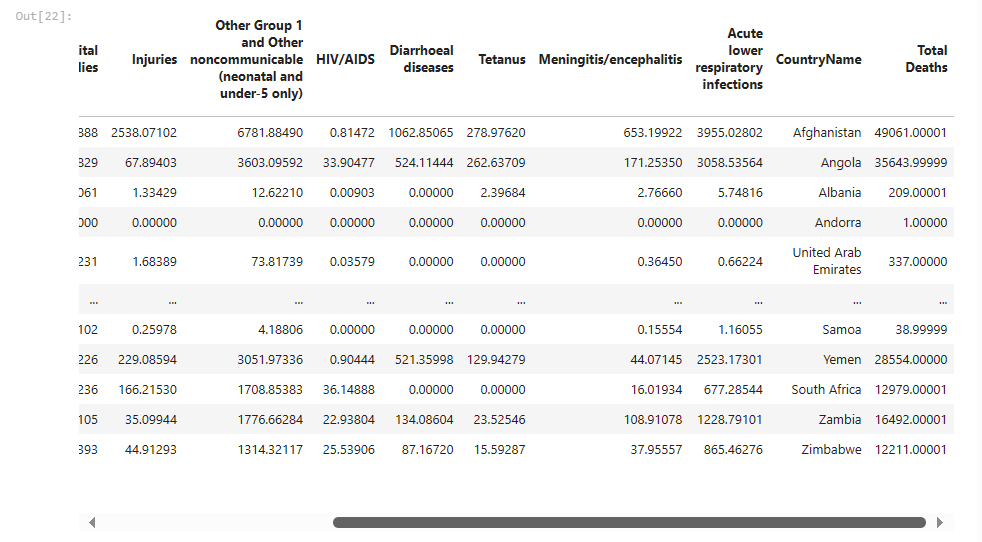 Out[22]:
ital
lies
Injuries
Other Group 1
and Other
noncommunicable
(neonatal and
under-5 only)
HIV/AIDS
Diarrhoeal
diseases
Tetanus
Meningitis/encephalitis
Acute
lower
respiratory
infections
CountryName
Total
Deaths
888 2538.07102 6781.88490 0.81472 1062.85065 278.97620 653.19922 3955.02802 Afghanistan 49061.00001
829 67.89403 3603.09592 33.90477 524.11444 262.63709 171.25350 3058.53564 Angola 35643.99999
061 1.33429 12.62210 0.00903 0.00000 2.39684 2.76660 5.74816 Albania 209.00001
000 0.00000 0.00000 0.00000 0.00000 0.00000 0.00000 0.00000 Andorra 1.00000
231 1.68389 73.81739 0.03579 0.00000 0.00000 0.36450 0.66224 United Arab
Emirates 337.00000
... ... ... ... ... ... ... ... ... ...
102 0.25978 4.18806 0.00000 0.00000 0.00000 0.15554 1.16055 Samoa 38.99999
226 229.08594 3051.97336 0.90444 521.35998 129.94279 44.07145 2523.17301 Yemen 28554.00000
236 166.21530 1708.85383 36.14888 0.00000 0.00000 16.01934 677.28544 South Africa 12979.00001
105 35.09944 1776.66284 22.93804 134.08604 23.52546 108.91078 1228.79101 Zambia 16492.00001
393 44.91293 1314.32117 25.53906 87.16720 15.59287 37.95557 865.46276 Zimbabwe 12211.00001